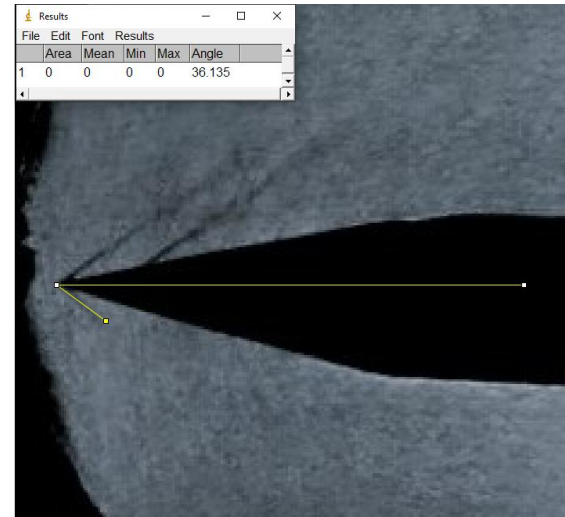 Results
File Edit Font Results
Area Mean Min Max Angle
1 0 0 0 0 36.135